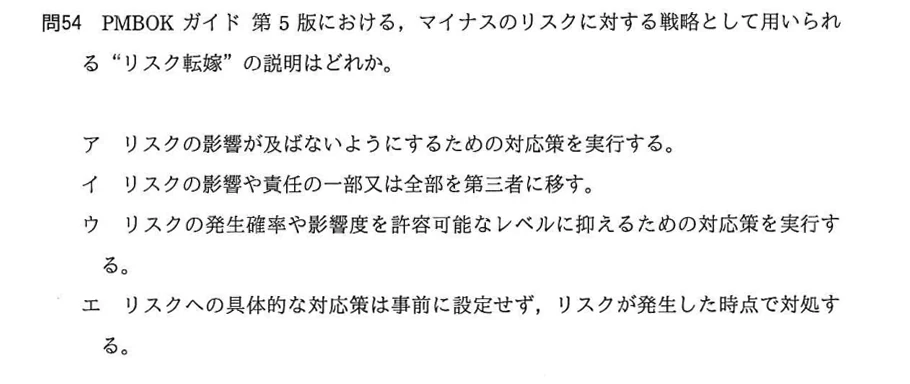 問54 PMBOK ガイド 第 5 版における，マイナスのリスクに対する戦略として用いられ
る“リスク転嫁”の説明はどれか。
ア リスクの影響が及ばないようにするための対応策を実行する。
イ リスクの影響や責任の一部又は全部を第三者に移す。
ウ リスクの発生確率や影響度を許容可能なレベルに抑えるための対応策を実行す
る。
エ リスクへの具体的な対応策は事前に設定せず，リスクが発生した時点で対処す
る。